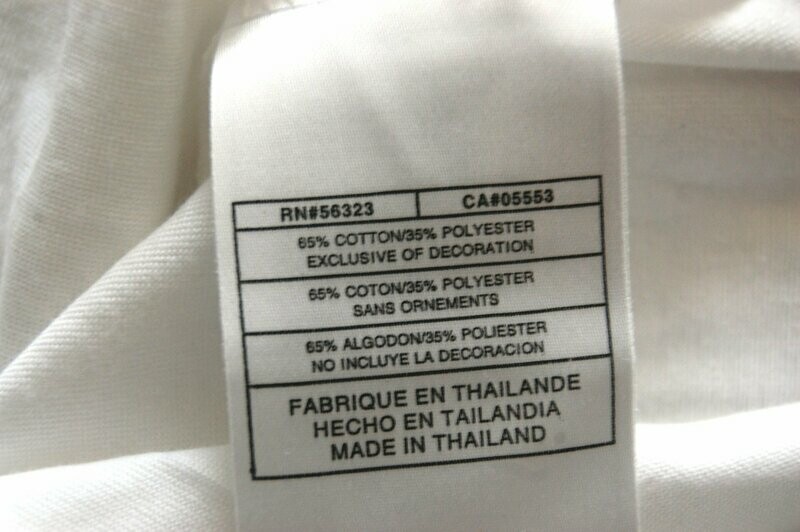 RN#56323 CA#05553
65% COTTON/35% POLYESTER
EXCLUSIVE OF DECORATION
65% COTON/35% POLYESTER
SANS ORNEMENTS
65% ALGODON/35% POLIESTER
NO INCLUYE LA DECORACION
FABRIQUE EN THAILANDE
HECHO EN TAILANDIA
MADE IN THAILAND